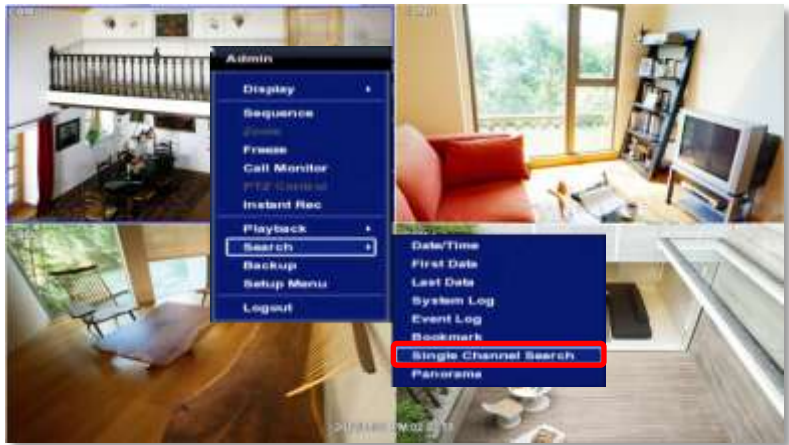 Admin
Display
Sequence
Zoom
Freeze
Call Monitor
PTZ Control
Instant Rec
Playback
Search
Backup
Setup Menu
Logout
Date/Time
First Data
Last Data
System Log
Event Log
Bookmark
Single Channel Search
Panorama